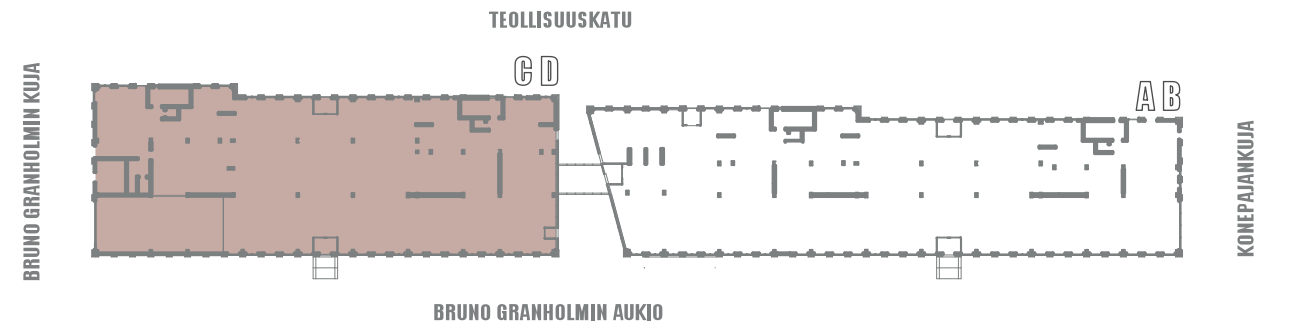 TEOLLISUUSKATU
BRUNO GRANHOLMIN KUJA
C D
A B
KONEPAJANKUJA
BRUNO GRANHOLMIN AUKIO